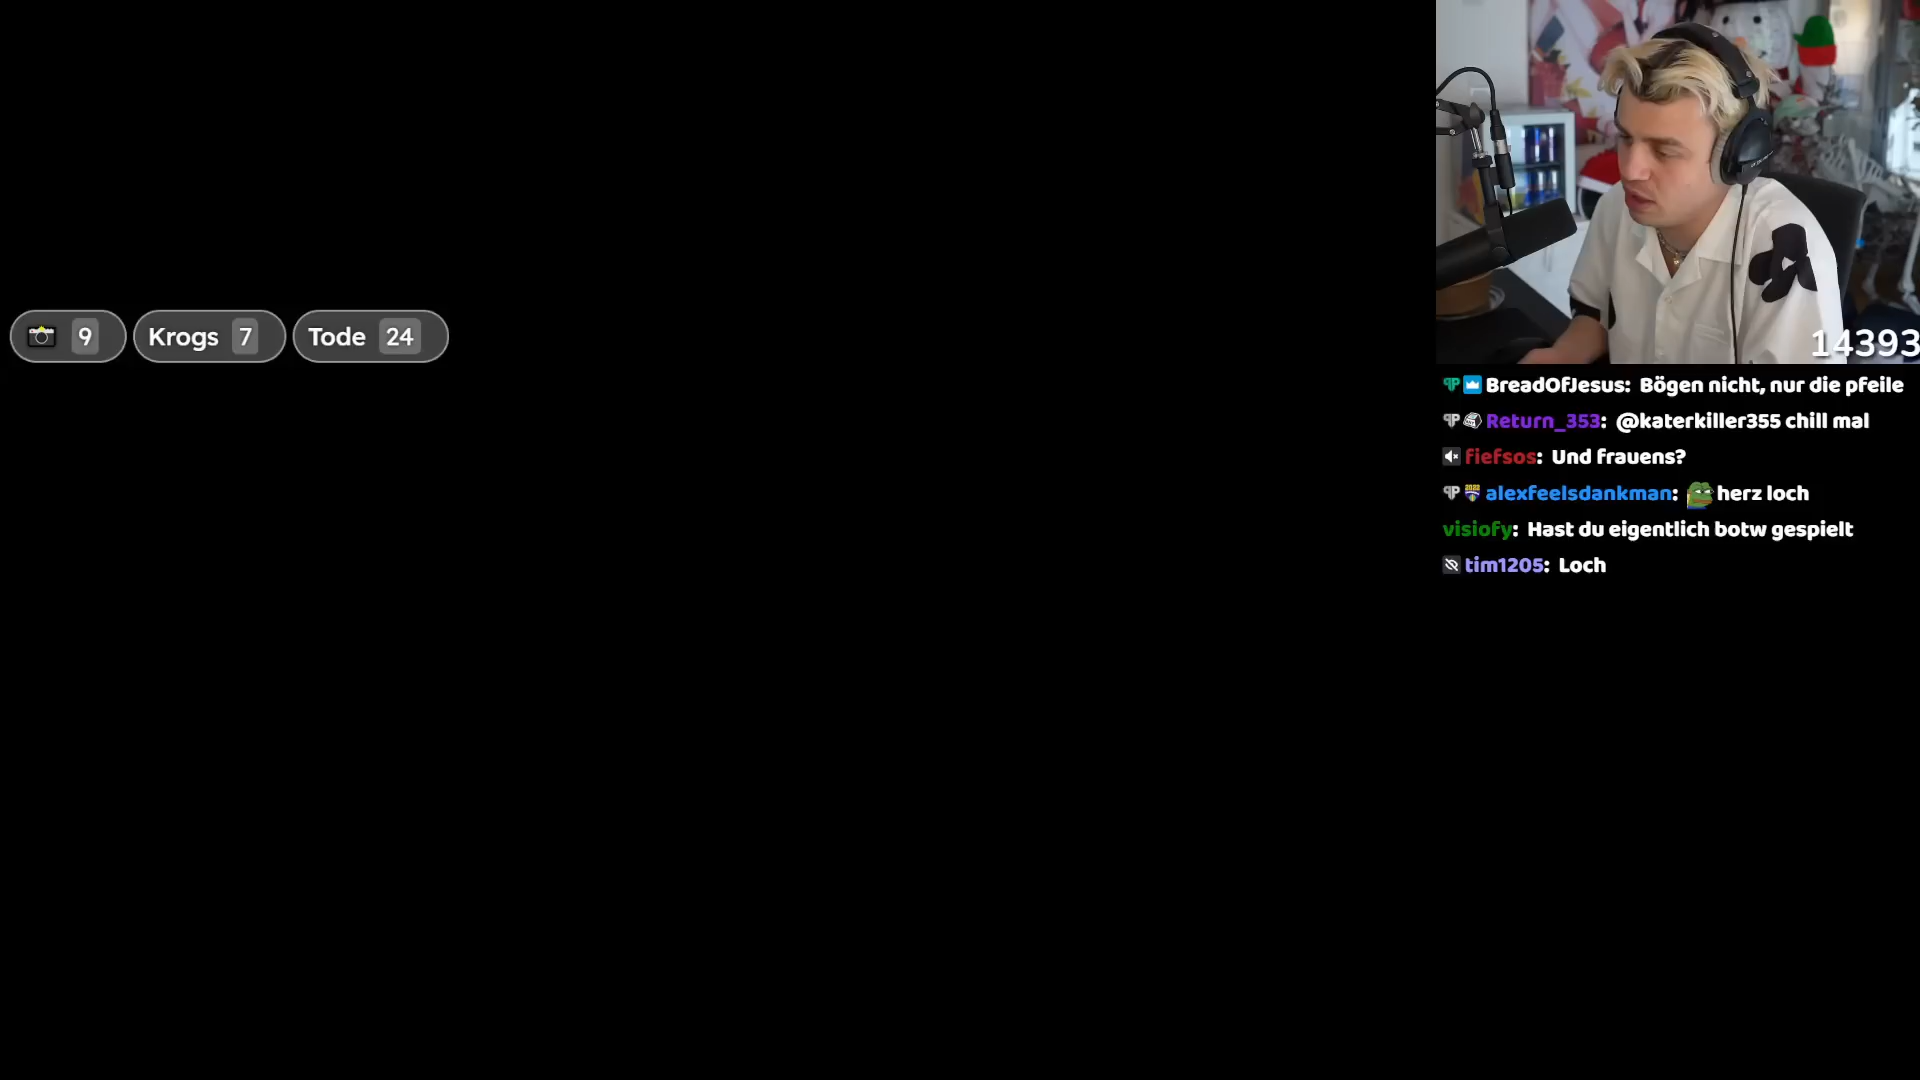 9 Krogs 7 Tode 24
14393
BreadOfJesus: Bögen nicht, nur die pfeile
Return_353: @katerkiller355 chill mal
fiefsos: Und frauens?
alexfeelsdankman: herz loch
visiofy: Hast du eigentlich botw gespielt
tim1205: Loch